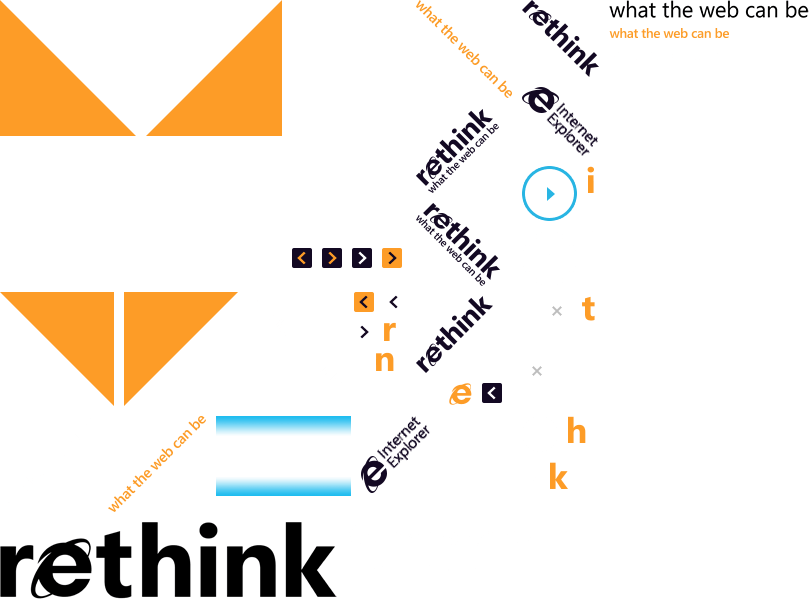 what the web can be
what the web can be
what the web can be
rethink
Internet
Explorer
rethink
what the web can be
i
rethink
what the web can be
t
r
n
rethink
e
what the web can be
Internet
Explorer
h
k
rethink